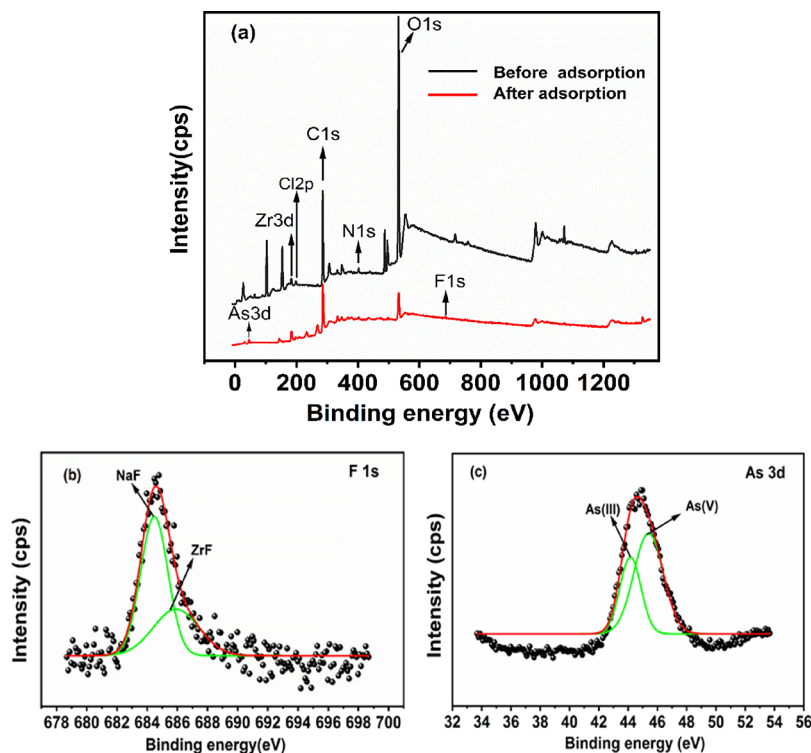 (a)
O1s
Before adsorption
After adsorption
C1s
Cl2p
Zr3d
N1s
F1s
As3d
Intensity(cps)
0 200 400 600 800 1000 1200
Binding energy (eV)
(b) F 1s
NaF
ZrF
Intensity (cps)
678 680 682 684 686 688 690 692 694 696 698 700
Binding energy(eV)
(c) As 3d
As(III) As(V)
Intensity (cps)
32 34 36 38 40 42 44 46 48 50 52 54 56
Binding energy(eV)